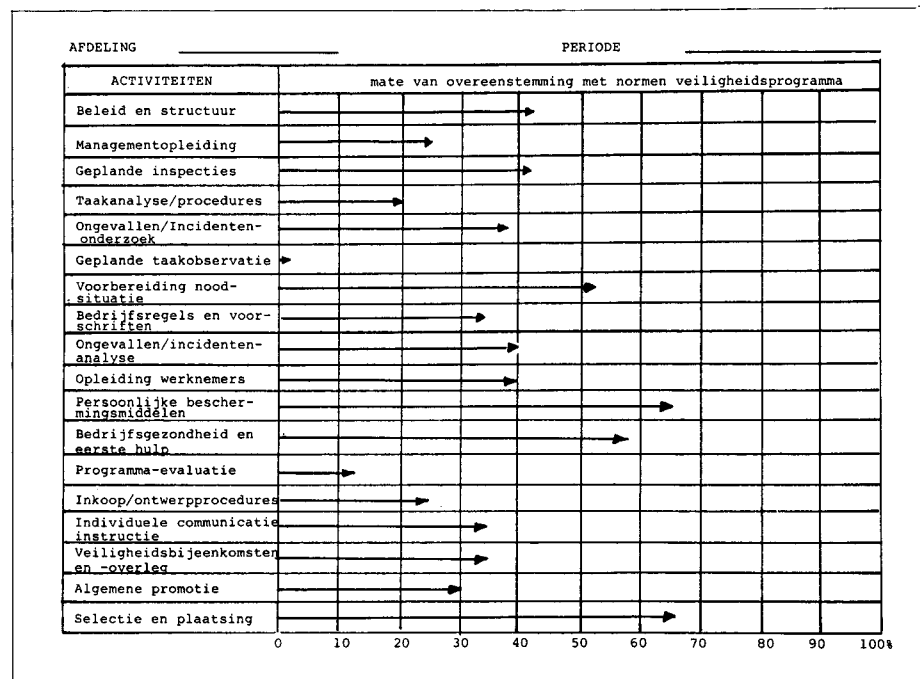 AFDELING PERIODE
ACTIVITEITEN mate van overeenstemming met normen veiligheidsprogramma
Beleid en structuur
Managementopleiding
Geplande inspecties
Taakanalyse/procedures
Ongevallen/Incidenten-
onderzoek
Geplande taakobservatie
Voorbereiding nood-
situatie
Bedrijfsregels en voor-
schriften
Ongevallen/incidenten-
analyse
Opleiding werknemers
Persoonlijke bescher-
mingsmiddelen
Bedrijfsgezondheid en
eerste hulp
Programma-evaluatie
Inkoop/ontwerpprocedures
Individuele communicatie
instructie
Veiligheidsbijeenkomsten
en -overleg
Algemene promotie
Selectie en plaatsing
0 10 20 30 40 50 60 70 80 90 100%